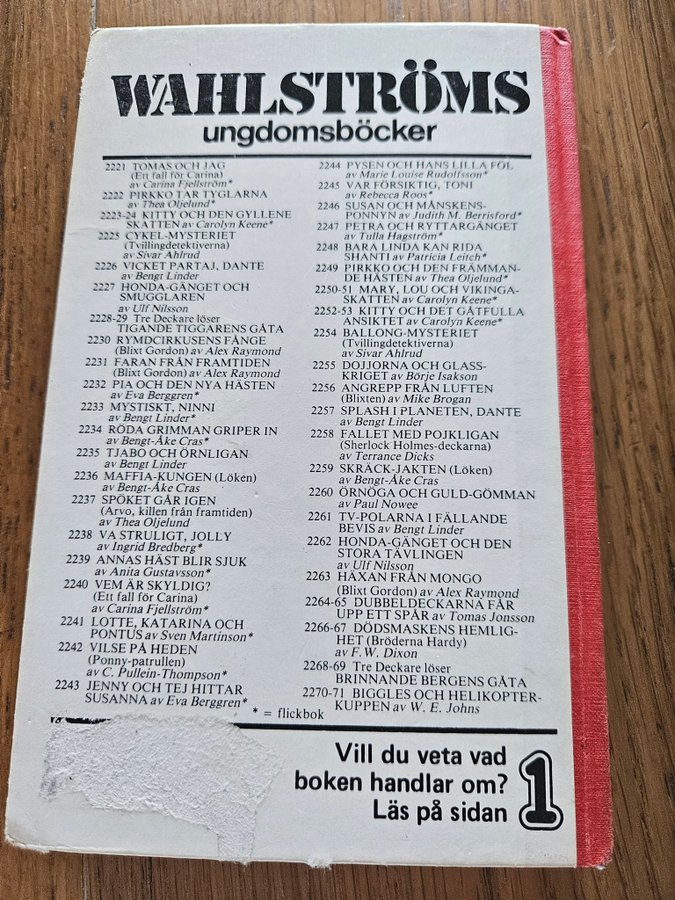 WAHLSTRÖMS
ungdomsböcker
2221 TOMAS OCH JAG
(Ett fall för Carina)
av Carina Fjellström*
2222 PIRKKO TAR TYGLARNA
av Thea Oljelund*
2223-24 KITTY OCH DEN GYLLENE
SKATTEN av Carolyn Keene*
2225 CYKEL-MYSTERIET
(Tvillingdetektiverna)
av Sivar Ahlrud
2226 VICKET PARTAJ, DANTE
av Bengt Linder
2227 HONDA-GÄNGET OCH
SMUGGLAREN
av Ulf Nilsson
2228-29 Tre Deckare löser
TIGANDE TIGGARENS GÅTA
2230 RYMDCIRKUSENS FÅNGE
(Blixt Gordon) av Alex Raymond
2231 FARAN FRÅN FRAMTIDEN
(Blixt Gordon) av Alex Raymond
2232 PIA OCH DEN NYA HÄSTEN
av Eva Berggren*
2233 MYSTISKT, NINNI
av Bengt Linder*
2234 RÖDA GRIMMAN GRIPER IN
av Bengt-Åke Cras*
2235 TJABO OCH ÖRNLIGAN
av Bengt Linder
2236 MAFFIA-KUNGEN (Löken)
av Bengt-Åke Cras
2237 SPÖKET GÅR IGEN
(Arvo, killen från framtiden)
av Thea Oljelund
2238 VA STRULIGT, JOLLY
av Ingrid Bredberg*
2239 ANNAS HÄST BLIR SJUK
av Anita Gustavsson*
2240 VEM ÄR SKYLDIG?
(Ett fall för Carina)
av Carina Fjellström*
2241 LOTTE, KATARINA OCH
PONTUS av Sven Martinson*
2242 VILSE PÅ HEDEN
(Ponny-patrullen)
av C. Pullein-Thompson*
2243 JENNY OCH TEJ HITTAR
SUSANNA av Eva Berggren*
2244 PYSEN OCH HANS LILLA FÖL
av Marie Louise Rudolfsson*
2245 VAR FÖRSIKTIG, TONI
av Rebecca Roos*
2246 SUSAN OCH MÅNSKENS-
PONNYN av Judith M. Berrisford*
2247 PETRA OCH RYTTARGÄNGET
av Tulla Hagström*
2248 BARA LINDA KAN RIDA
SHANTI av Patricia Leitch*
2249 PIRKKO OCH DEN FRÄMMAN-
DE HÄSTEN av Thea Oljelund*
2250-51 MARY, LOU OCH VIKINGA-
SKATTEN av Carolyn Keene*
2252-53 KITTY OCH DET GÅTFULLA
ANSIKTET av Carolyn Keene*
2254 BALLONG-MYSTERIET
(Tvillingdetektiverna)
av Sivar Ahlrud
2255 DOJJORNA OCH GLASS-
KRIGET av Börje Isakson
2256 ANGREPP FRÅN LUFTEN
(Blixten) av Mike Brogan
2257 SPLASH I PLANETEN, DANTE
av Bengt Linder
2258 FALLET MED POJKLIGAN
(Sherlock Holmes-deckarna)
av Terrance Dicks
2259 SKRÄCK-JAKTEN (Löken)
av Bengt-Åke Cras
2260 ÖRNÖGA OCH GULD-GÖMMAN
av Paul Nowee
2261 TV-POLARNA I FÄLLANDE
BEVIS av Bengt Linder
2262 HONDA-GÄNGET OCH DEN
STORA TÄVLINGEN
av Ulf Nilsson
2263 HÄXAN FRÅN MONGO
(Blixt Gordon) av Alex Raymond
2264-65 DUBBELDECKARNA FÅR
UPP ETT SPÅR av Tomas Jonsson
2266-67 DÖDSMASKENS HEMLIG-
HET (Bröderna Hardy)
av F.W. Dixon
2268-69 Tre Deckare löser
BRINNANDE BERGENS GÅTA
2270-71 BIGGLES OCH HELIKOPTER-
KUPPEN av W. E. Johns
* = flickbok
Vill du veta vad
boken handlar om?
Läs på sidan 1